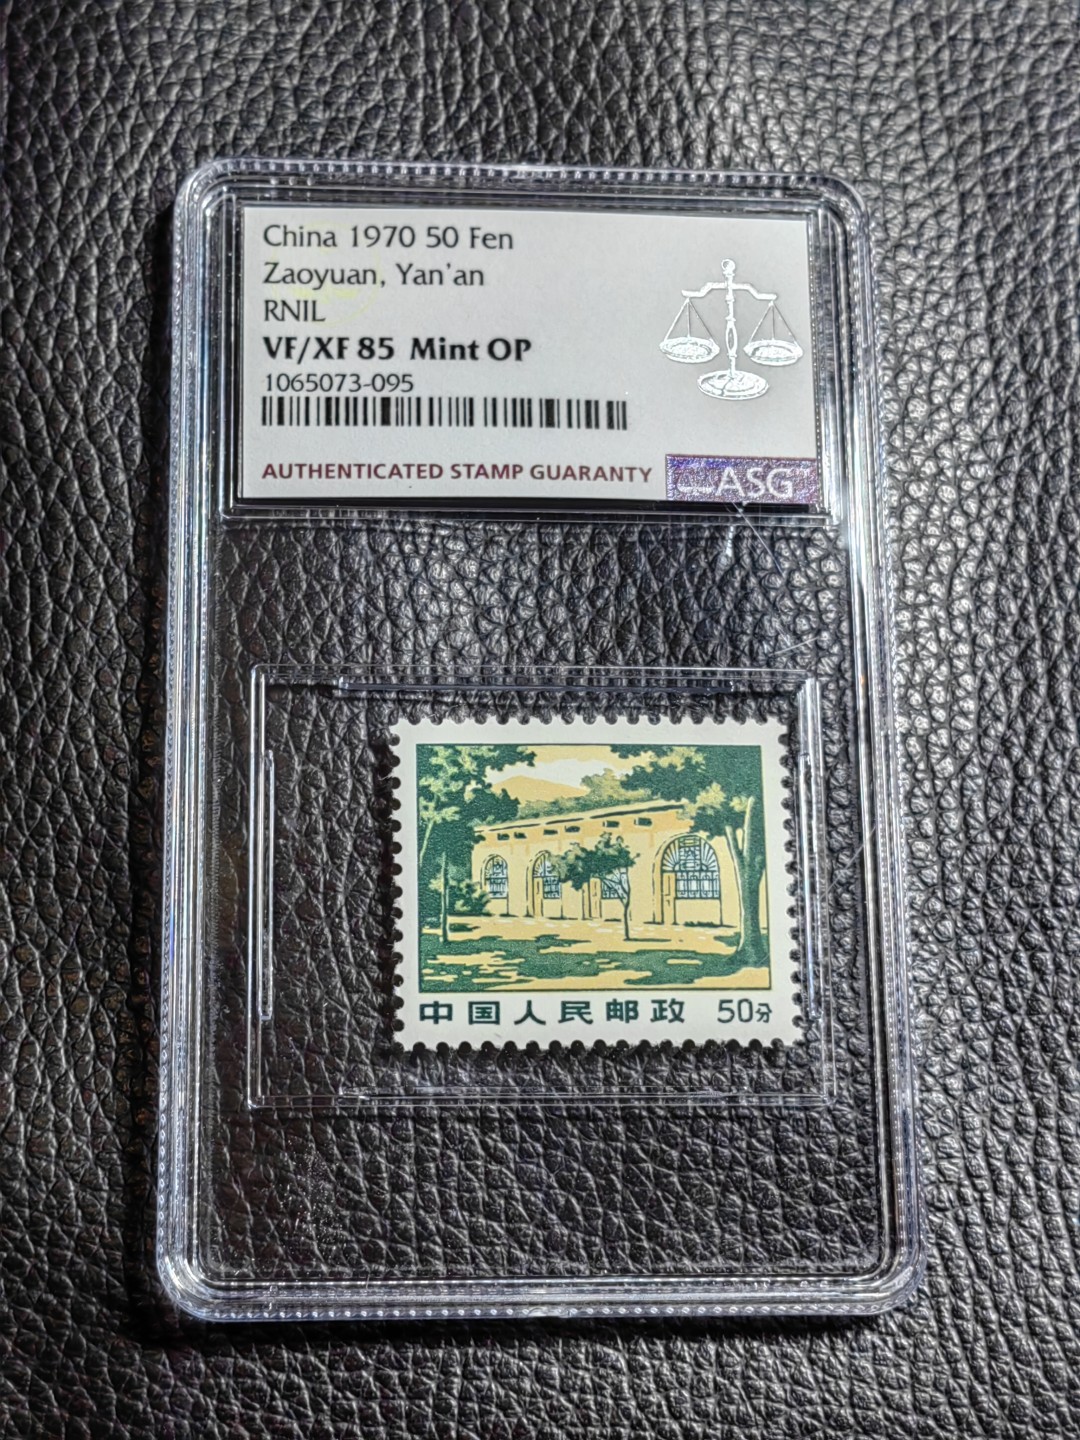 China 1970 50 Fen
Zaoyuan, Yan'an
RNIL
VF/XF 85 Mint OP
1065073-095
AUTHENTICATED STAMP GUARANTY
ASG
中国人民邮政 50分